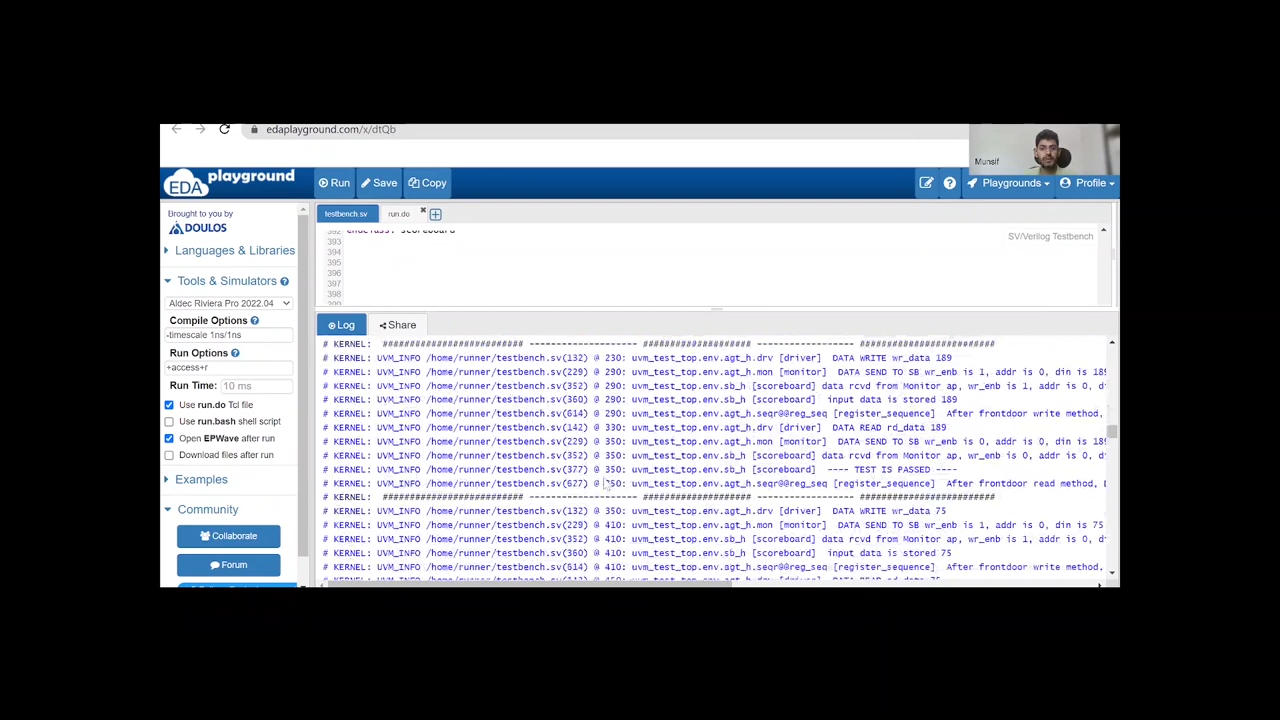 edaplayground.com/x/dtQb
Munsif
EDA playground
Run
Save
Copy
Playgrounds
Profile
Brought to you by
DOULOS
Languages & Libraries
Tools & Simulators
Aldec Riviera Pro 2022.04
Compile Options
-timescale 1ns/1ns
Run Options
+access+r
Run Time: 10 ms
Use run.do Tcl file
Use run.bash shell script
Open EPWave after run
Download files after run
Examples
Community
Collaborate
Forum
testbench.sv
run.do
SV/Verilog Testbench
392 endclass: scoreboard
393
394
395
396
397
398
Log
Share
# KERNEL: ########################## -------------------- #################### ------------------ #########################
# KERNEL: UVM_INFO /home/runner/testbench.sv(132) @ 230: uvm_test_top.env.agt_h.drv [driver] DATA WRITE wr_data 189
# KERNEL: UVM_INFO /home/runner/testbench.sv(229) @ 290: uvm_test_top.env.agt_h.mon [monitor] DATA SEND TO SB wr_enb is 1, addr is 0, din is 189
# KERNEL: UVM_INFO /home/runner/testbench.sv(352) @ 290: uvm_test_top.env.sb_h [scoreboard] data rcvd from Monitor ap, wr_enb is 1, addr is 0, d
# KERNEL: UVM_INFO /home/runner/testbench.sv(360) @ 290: uvm_test_top.env.sb_h [scoreboard] input data is stored 189
# KERNEL: UVM_INFO /home/runner/testbench.sv(614) @ 290: uvm_test_top.env.agt_h.seqr@@reg_seq [register_sequence] After frontdoor write method,
# KERNEL: UVM_INFO /home/runner/testbench.sv(142) @ 330: uvm_test_top.env.agt_h.drv [driver] DATA READ rd_data 189
# KERNEL: UVM_INFO /home/runner/testbench.sv(229) @ 350: uvm_test_top.env.agt_h.mon [monitor] DATA SEND TO SB wr_enb is 0, addr is 0, din is 189
# KERNEL: UVM_INFO /home/runner/testbench.sv(352) @ 350: uvm_test_top.env.sb_h [scoreboard] data rcvd from Monitor ap, wr_enb is 0, addr is 0, d
# KERNEL: UVM_INFO /home/runner/testbench.sv(377) @ 350: uvm_test_top.env.sb_h [scoreboard] ---- TEST IS PASSED ----
# KERNEL: UVM_INFO /home/runner/testbench.sv(627) @ 350: uvm_test_top.env.agt_h.seqr@@reg_seq [register_sequence] After frontdoor read method,
# KERNEL: ########################## -------------------- #################### ------------------ #########################
# KERNEL: UVM_INFO /home/runner/testbench.sv(132) @ 350: uvm_test_top.env.agt_h.drv [driver] DATA WRITE wr_data 75
# KERNEL: UVM_INFO /home/runner/testbench.sv(229) @ 410: uvm_test_top.env.agt_h.mon [monitor] DATA SEND TO SB wr_enb is 1, addr is 0, din is 75
# KERNEL: UVM_INFO /home/runner/testbench.sv(352) @ 410: uvm_test_top.env.sb_h [scoreboard] data rcvd from Monitor ap, wr_enb is 1, addr is 0, d
# KERNEL: UVM_INFO /home/runner/testbench.sv(360) @ 410: uvm_test_top.env.sb_h [scoreboard] input data is stored 75
# KERNEL: UVM_INFO /home/runner/testbench.sv(614) @ 410: uvm_test_top.env.agt_h.seqr@@reg_seq [register_sequence] After frontdoor write method,